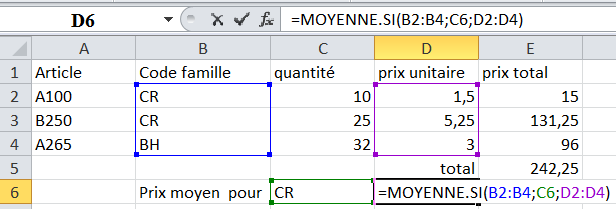 D6 fx =MOYENNE.SI(B2:B4;C6;D2:D4)
A B C D E
1 Article Code famille quantité prix unitaire prix total
2 A100 CR 10 1,5 15
3 B250 CR 25 5,25 131,25
4 A265 BH 32 3 96
5 total 242,25
6 Prix moyen pour CR =MOYENNE.SI(B2:B4;C6;D2:D4)